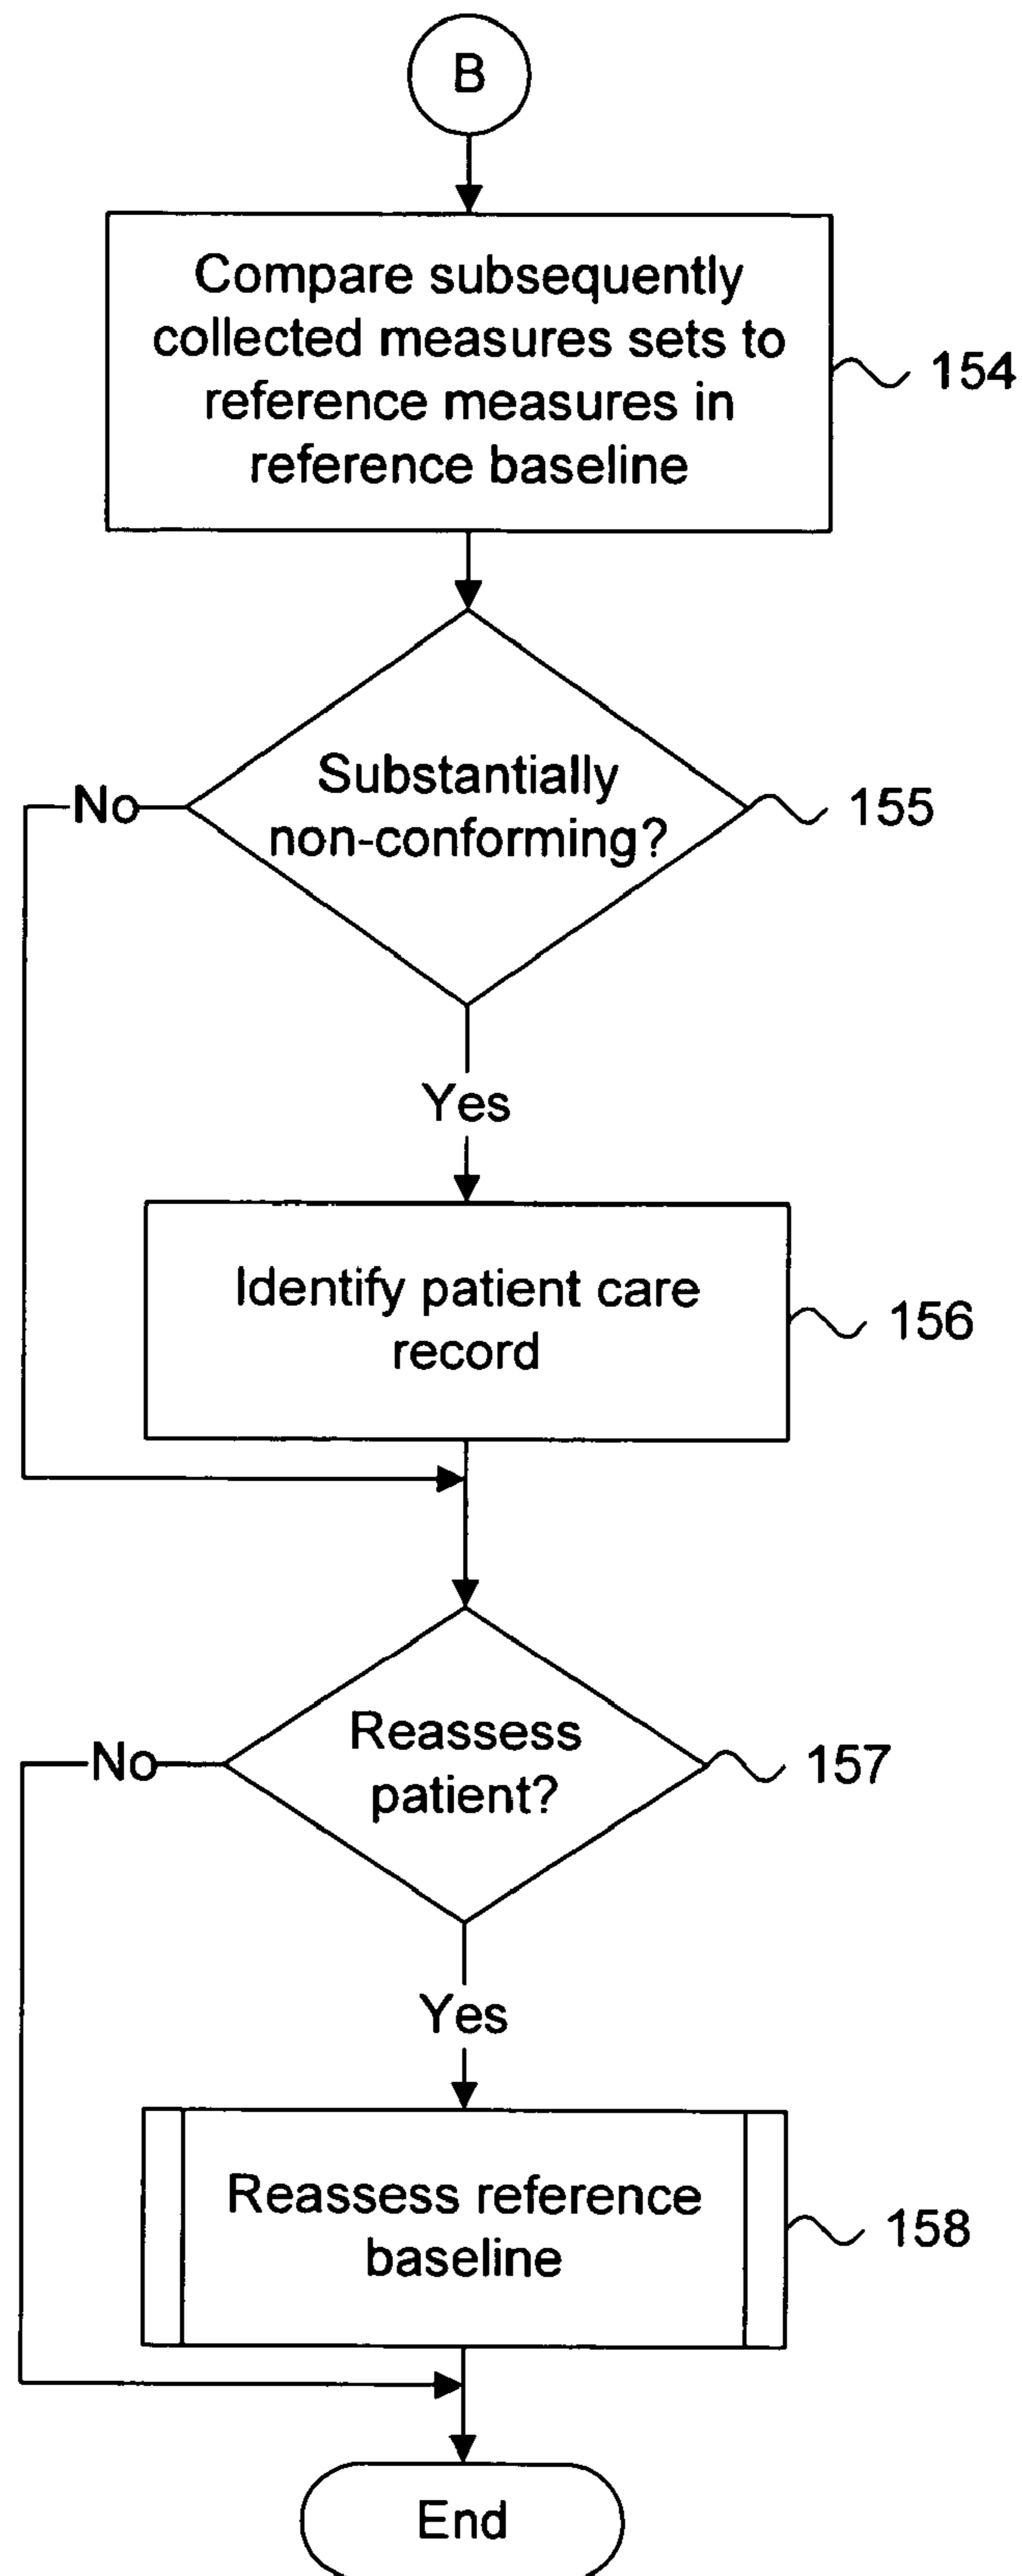 B
Compare subsequently
collected measures sets to
reference measures in
reference baseline
154
Substantially
non-conforming?
155
No
Yes
Identify patient care
record
156
Reassess
patient?
157
No
Yes
Reassess reference
baseline
158
End